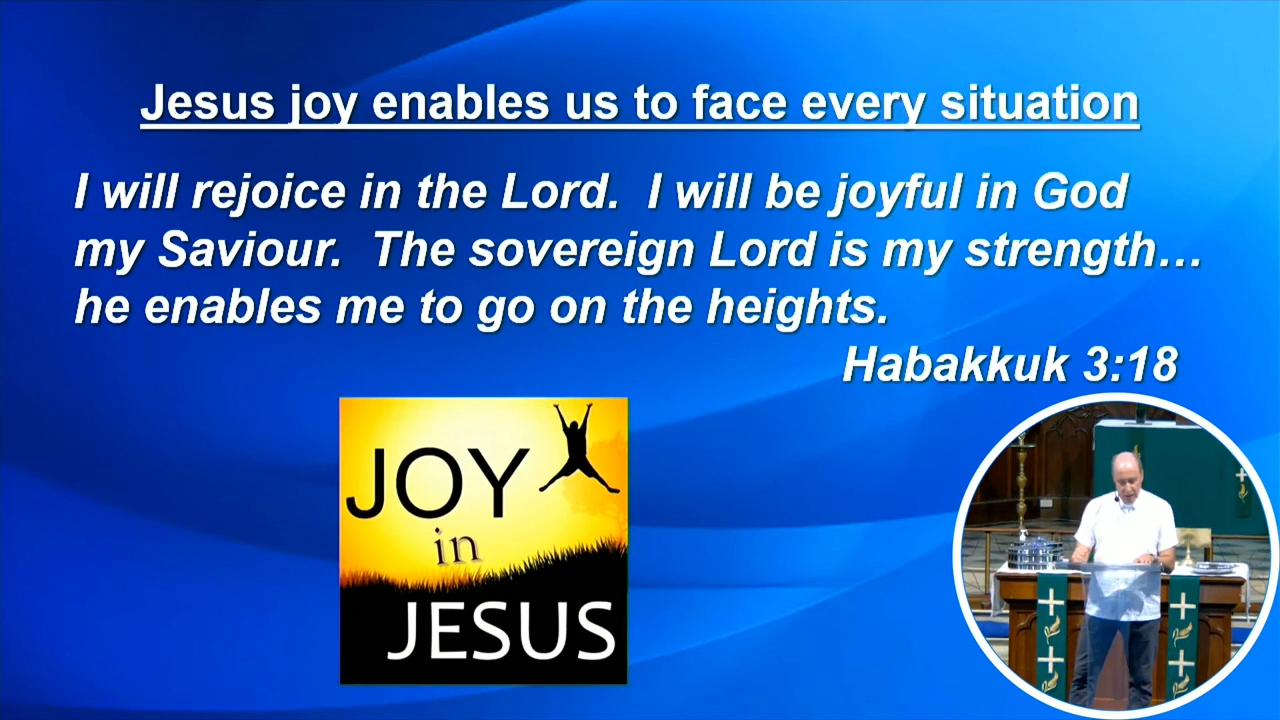 Jesus joy enables us to face every situation
I will rejoice in the Lord.  I will be joyful in God
my Saviour.  The sovereign Lord is my strength…
he enables me to go on the heights.
Habakkuk 3:18
JOY
in
JESUS